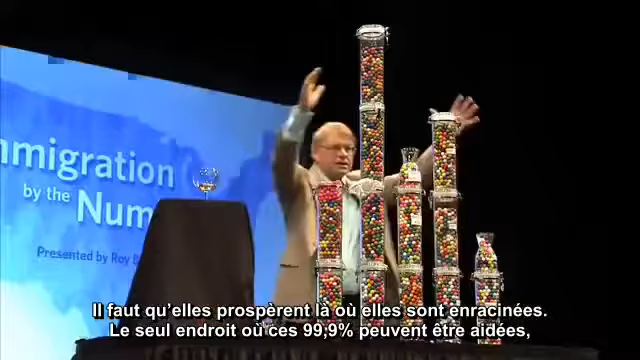 mmigration
by the
Num
Presented by Roy B
Il faut qu’elles prospèrent là où elles sont enracinées.
Le seul endroit où ces 99,9% peuvent être aidées,